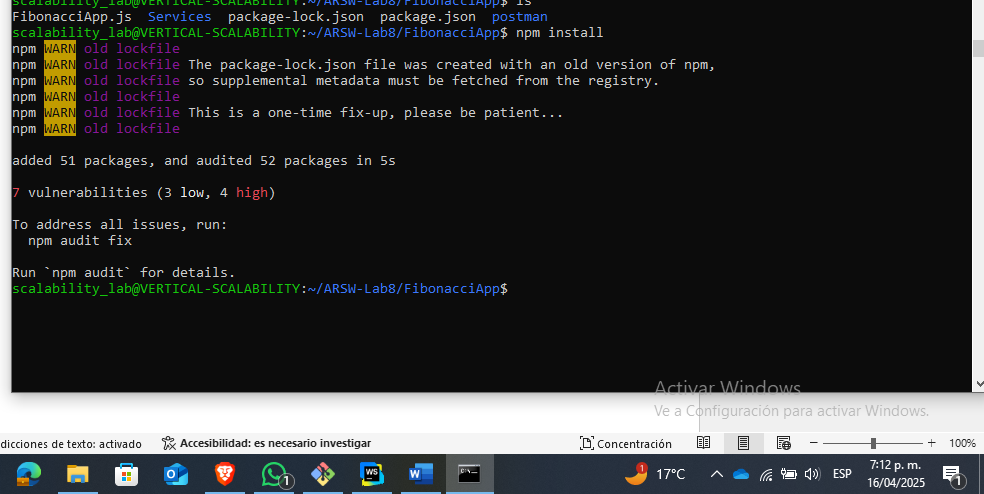 scalability_lab@VERTICAL-SCALABILITY:~/ARSW-Lab8/FibonacciApp$ ls
FibonacciApp.js  Services  package-lock.json  package.json  postman
scalability_lab@VERTICAL-SCALABILITY:~/ARSW-Lab8/FibonacciApp$ npm install
npm WARN old lockfile
npm WARN old lockfile The package-lock.json file was created with an old version of npm,
npm WARN old lockfile so supplemental metadata must be fetched from the registry.
npm WARN old lockfile
npm WARN old lockfile This is a one-time fix-up, please be patient...
npm WARN old lockfile
added 51 packages, and audited 52 packages in 5s
7 vulnerabilities (3 low, 4 high)
To address all issues, run:
  npm audit fix
Run `npm audit` for details.
scalability_lab@VERTICAL-SCALABILITY:~/ARSW-Lab8/FibonacciApp$
Activar Windows
Ve a Configuración para activar Windows.
dicciones de texto: activado Accesibilidad: es necesario investigar Concentración 100%
WS 1 1 17°C ESP 7:12 p. m. 1
16/04/2025